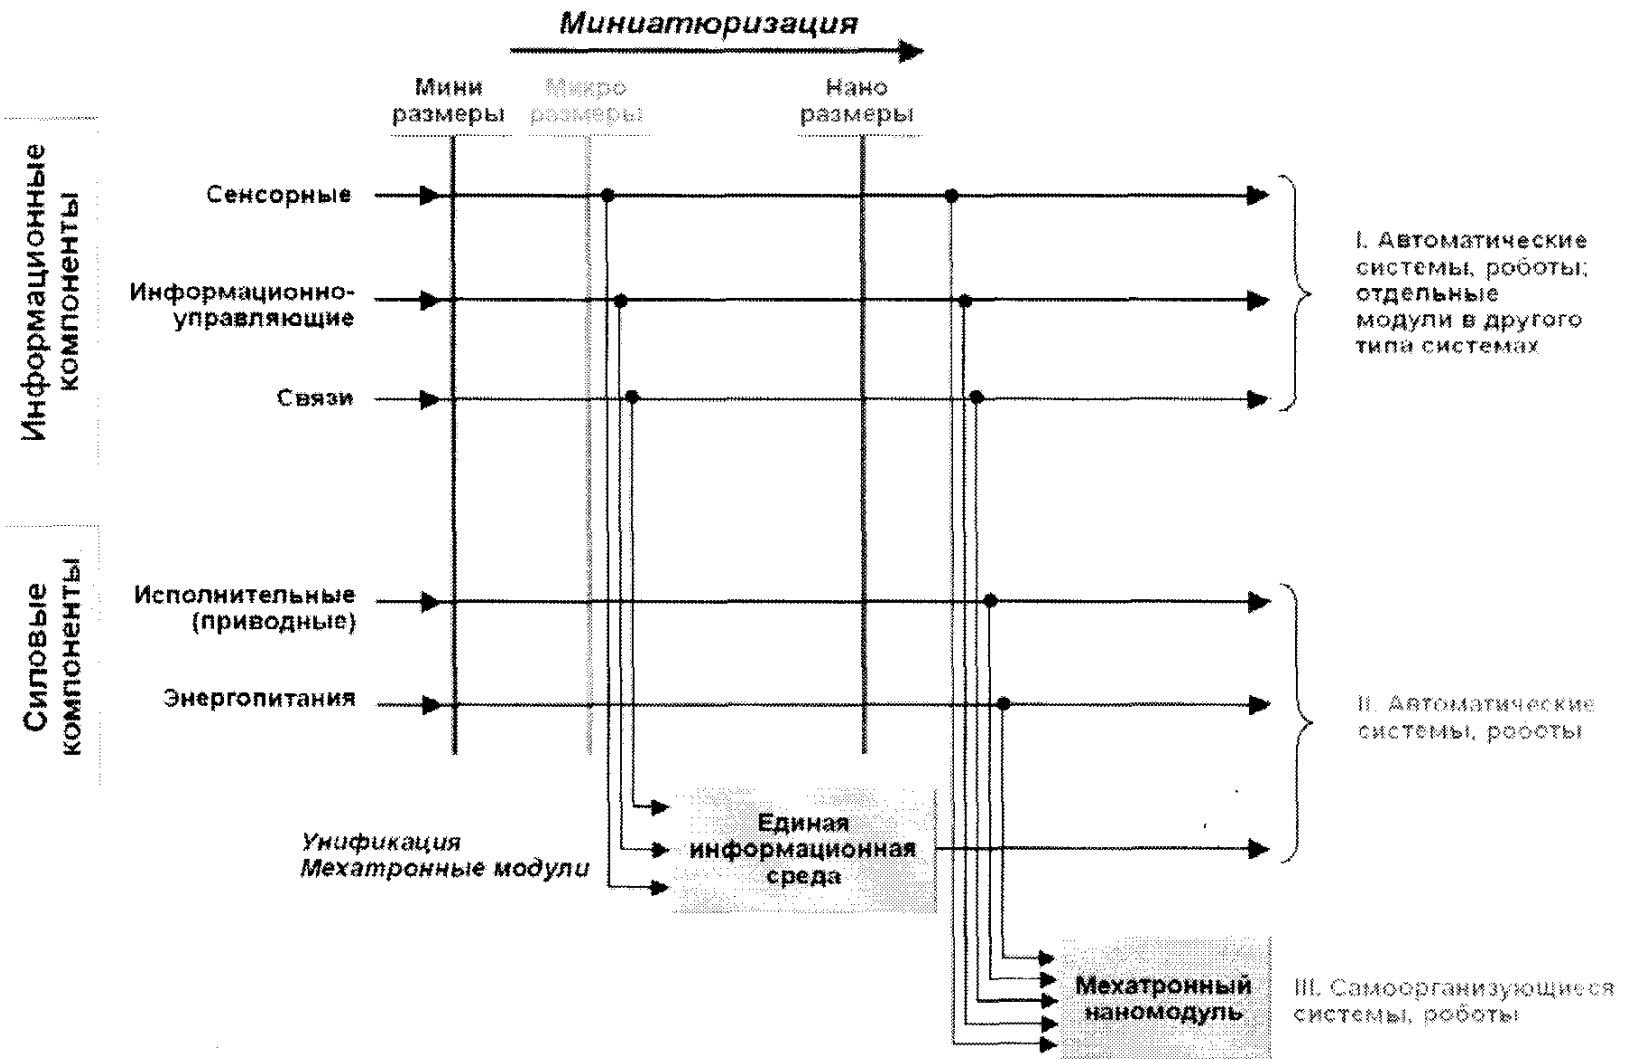 Миниатюризация
Мини
размеры
Микро
размеры
Нано
размеры
Информационные
компоненты
Сенсорные
Информационно-
управляющие
Связи
I. Автоматические
системы, роботы;
отдельные
модули в другого
типа системах
Силовые
компоненты
Исполнительные
(приводные)
Энергопитания
II. Автоматические
системы, роботы
Унификация
Мехатронные модули
Единая
информационная
среда
Мехатронный
наномодуль
III. Самоорганизующиеся
системы, роботы